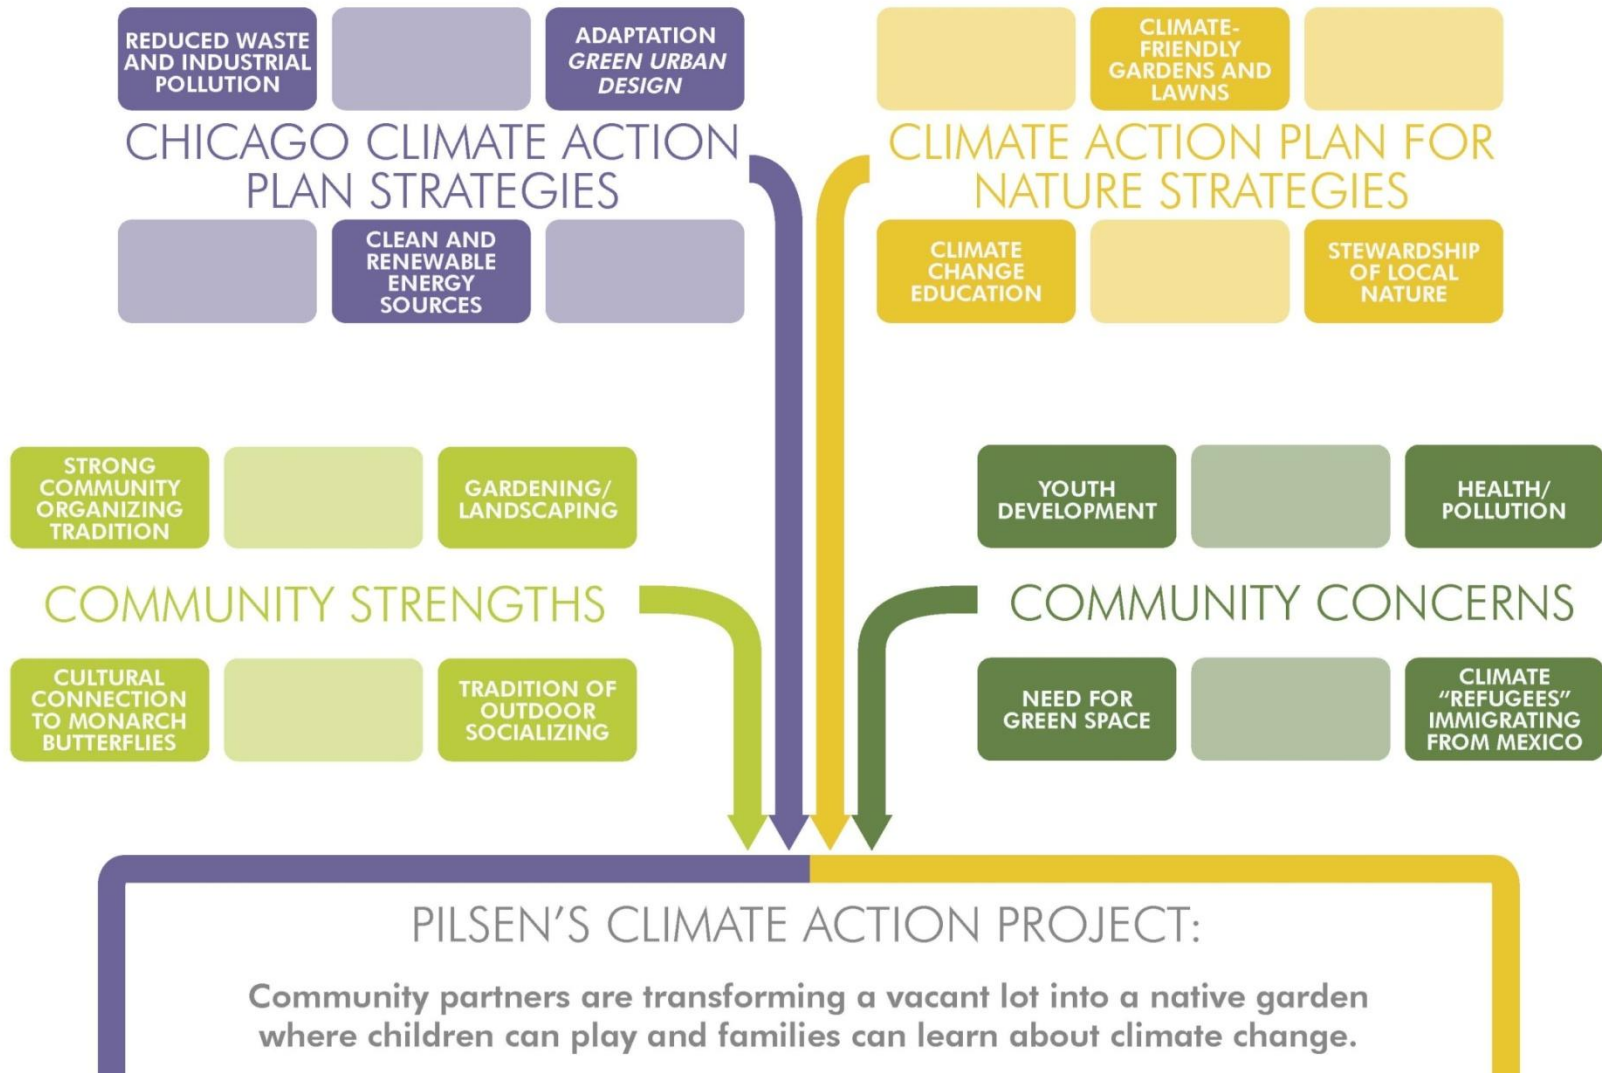 REDUCED WASTE
AND INDUSTRIAL
POLLUTION
ADAPTATION
GREEN URBAN
DESIGN
CHICAGO CLIMATE ACTION
PLAN STRATEGIES
CLEAN AND
RENEWABLE
ENERGY
SOURCES
CLIMATE-
FRIENDLY
GARDENS AND
LAWNS
CLIMATE ACTION PLAN FOR
NATURE STRATEGIES
CLIMATE
CHANGE
EDUCATION
STEWARDSHIP
OF LOCAL
NATURE
STRONG
COMMUNITY
ORGANIZING
TRADITION
GARDENING/
LANDSCAPING
COMMUNITY STRENGTHS
CULTURAL
CONNECTION
TO MONARCH
BUTTERFLIES
TRADITION OF
OUTDOOR
SOCIALIZING
YOUTH
DEVELOPMENT
HEALTH/
POLLUTION
COMMUNITY CONCERNS
NEED FOR
GREEN SPACE
CLIMATE
“REFUGEES”
IMMIGRATING
FROM MEXICO
PILSEN’S CLIMATE ACTION PROJECT:
Community partners are transforming a vacant lot into a native garden
where children can play and families can learn about climate change.